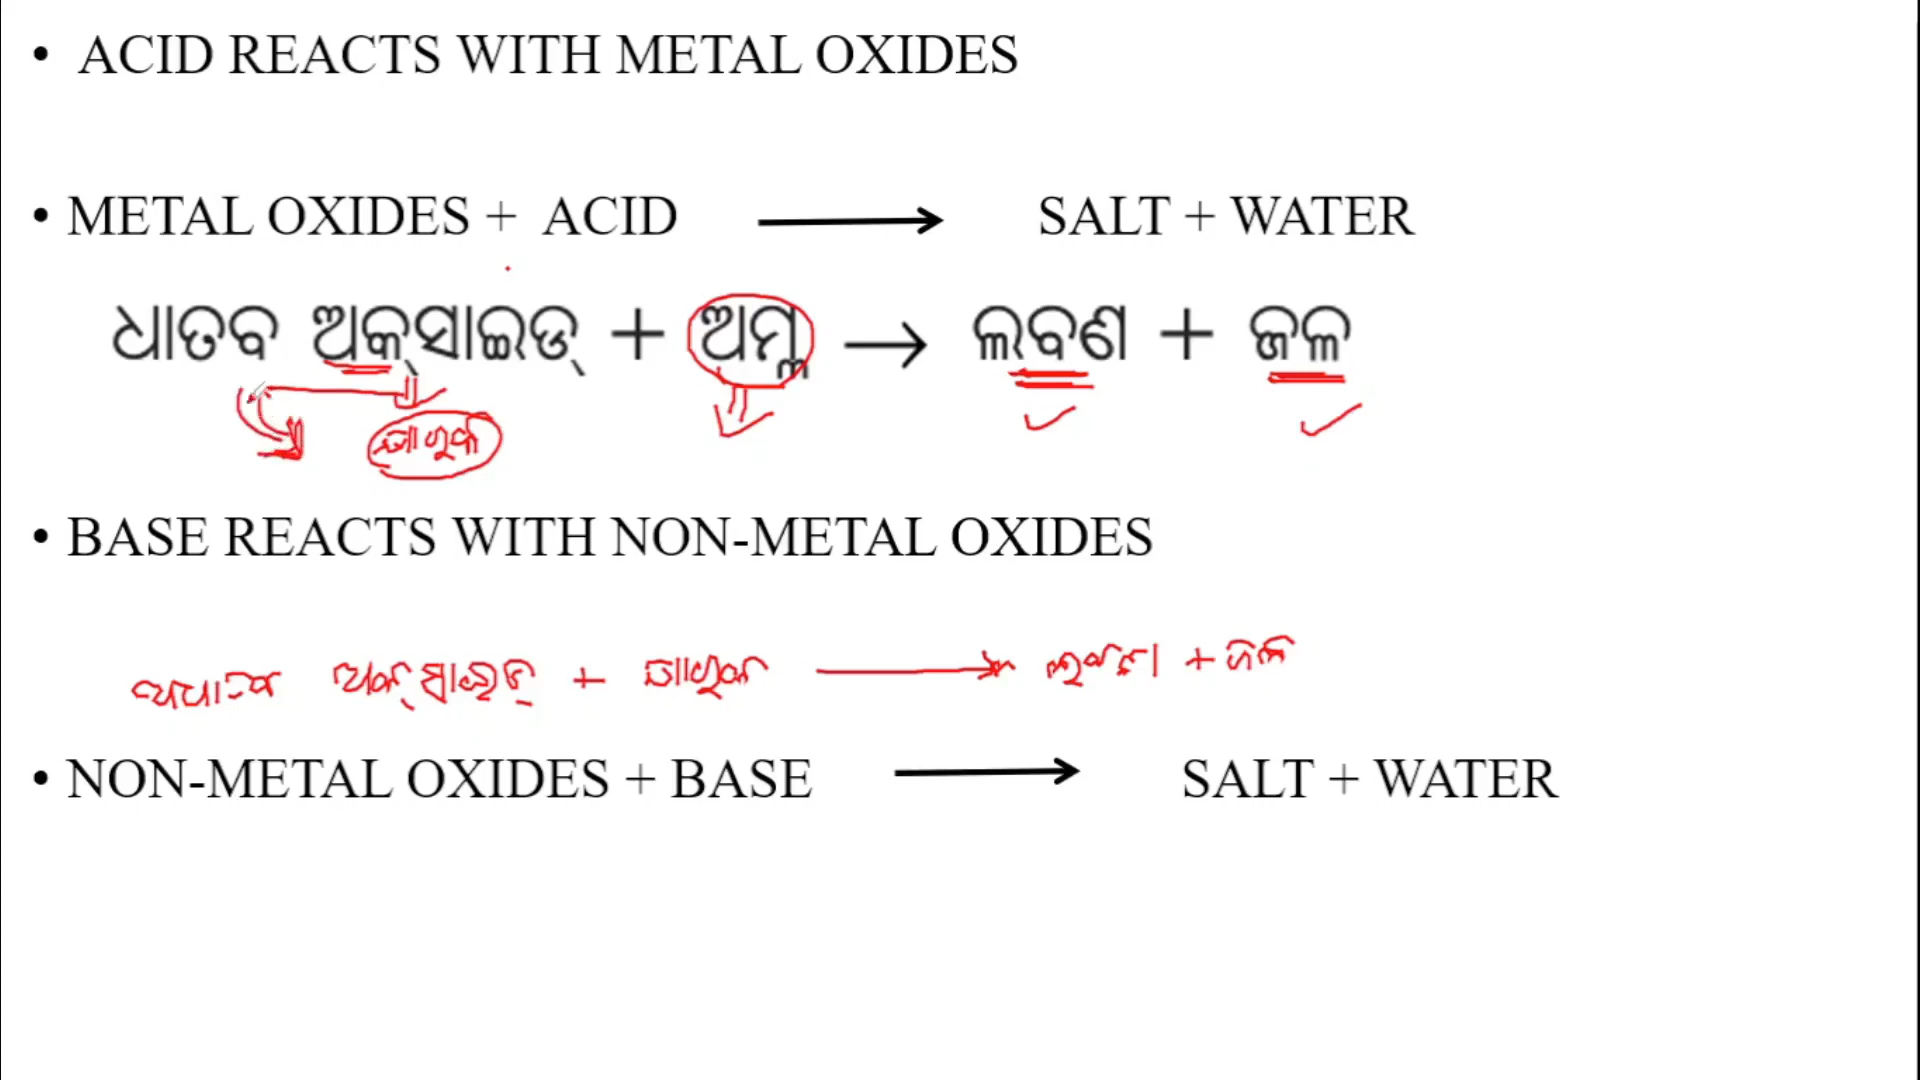 • ACID REACTS WITH METAL OXIDES
• METAL OXIDES + ACID → SALT + WATER
ଧାତବ ଅକ୍ସାଇଡ୍ + ଅମ୍ଳ → ଲବଣ + ଜଳ
କ୍ଷାରକ
• BASE REACTS WITH NON-METAL OXIDES
ଅଧାତବ ଅକ୍ସାଇଡ୍ + କ୍ଷାରକ → ଲବଣ + ଜଳ
• NON-METAL OXIDES + BASE → SALT + WATER